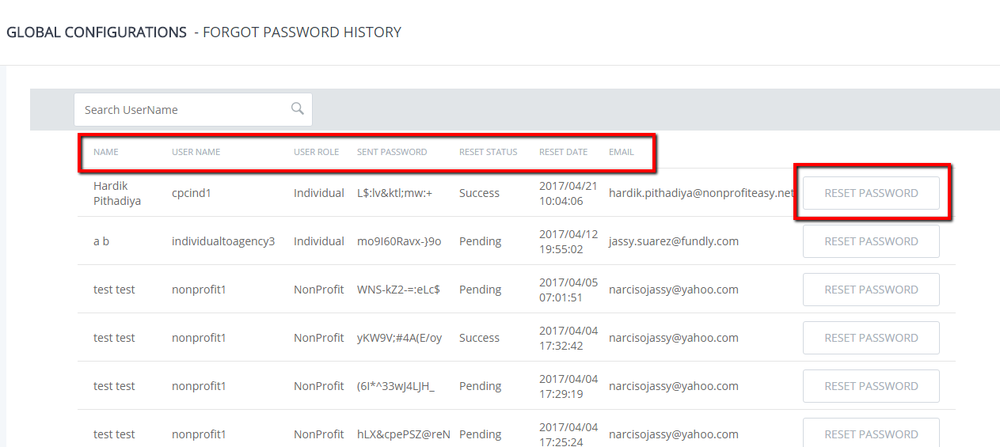 GLOBAL CONFIGURATIONS - FORGOT PASSWORD HISTORY
Search UserName
NAME USER NAME USER ROLE SENT PASSWORD RESET STATUS RESET DATE EMAIL
Hardik Pithadiya cpcind1 Individual L$:lv&ktl;mw:+ Success 2017/04/21 10:04:06 hardik.pithadiya@nonprofiteasy.net RESET PASSWORD
a b individualtoagency3 Individual mo9I60Ravx-}9o Pending 2017/04/12 19:55:02 jassy.suarez@fundly.com RESET PASSWORD
test test nonprofit1 NonProfit WNS-kZ2-=:eLc$ Pending 2017/04/05 07:01:51 narcisojassy@yahoo.com RESET PASSWORD
test test nonprofit1 NonProfit yKW9V;#4A(E/oy Success 2017/04/04 17:32:42 narcisojassy@yahoo.com RESET PASSWORD
test test nonprofit1 NonProfit (6I*^33wJ4LJH_ Pending 2017/04/04 17:29:19 narcisojassy@yahoo.com RESET PASSWORD
test test nonprofit1 NonProfit hLX&cpePSZ@reN Pending 2017/04/04 17:25:24 narcisojassy@yahoo.com RESET PASSWORD